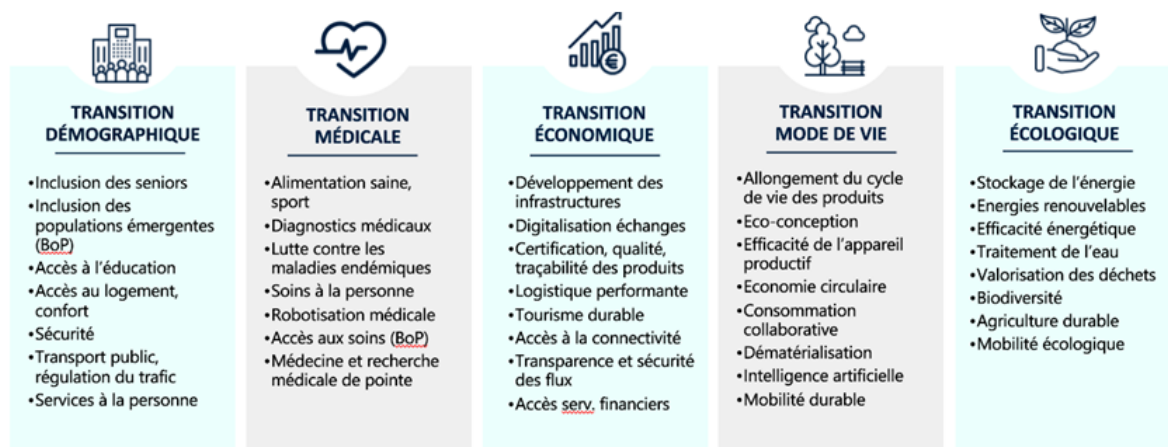 TRANSITION
DÉMOGRAPHIQUE
•Inclusion des seniors
•Inclusion des
populations émergentes
(BoP)
•Accès à l'éducation
•Accès au logement,
confort
•Sécurité
•Transport public,
régulation du trafic
•Services à la personne
TRANSITION
MÉDICALE
•Alimentation saine,
sport
•Diagnostics médicaux
•Lutte contre les
maladies endémiques
•Soins à la personne
•Robotisation médicale
•Accès aux soins (BoP)
•Médecine et recherche
médicale de pointe
€
TRANSITION
ÉCONOMIQUE
•Développement des
infrastructures
•Digitalisation échanges
•Certification, qualité,
traçabilité des produits
•Logistique performante
•Tourisme durable
•Accès à la connectivité
•Transparence et sécurité
des flux
•Accès serv. financiers
TRANSITION
MODE DE VIE
•Allongement du cycle
de vie des produits
•Eco-conception
•Efficacité de l'appareil
productif
•Economie circulaire
•Consommation
collaborative
•Dématérialisation
•Intelligence artificielle
•Mobilité durable
TRANSITION
ÉCOLOGIQUE
•Stockage de l'énergie
•Energies renouvelables
•Efficacité énergétique
•Traitement de l'eau
•Valorisation des déchets
•Biodiversité
•Agriculture durable
•Mobilité écologique